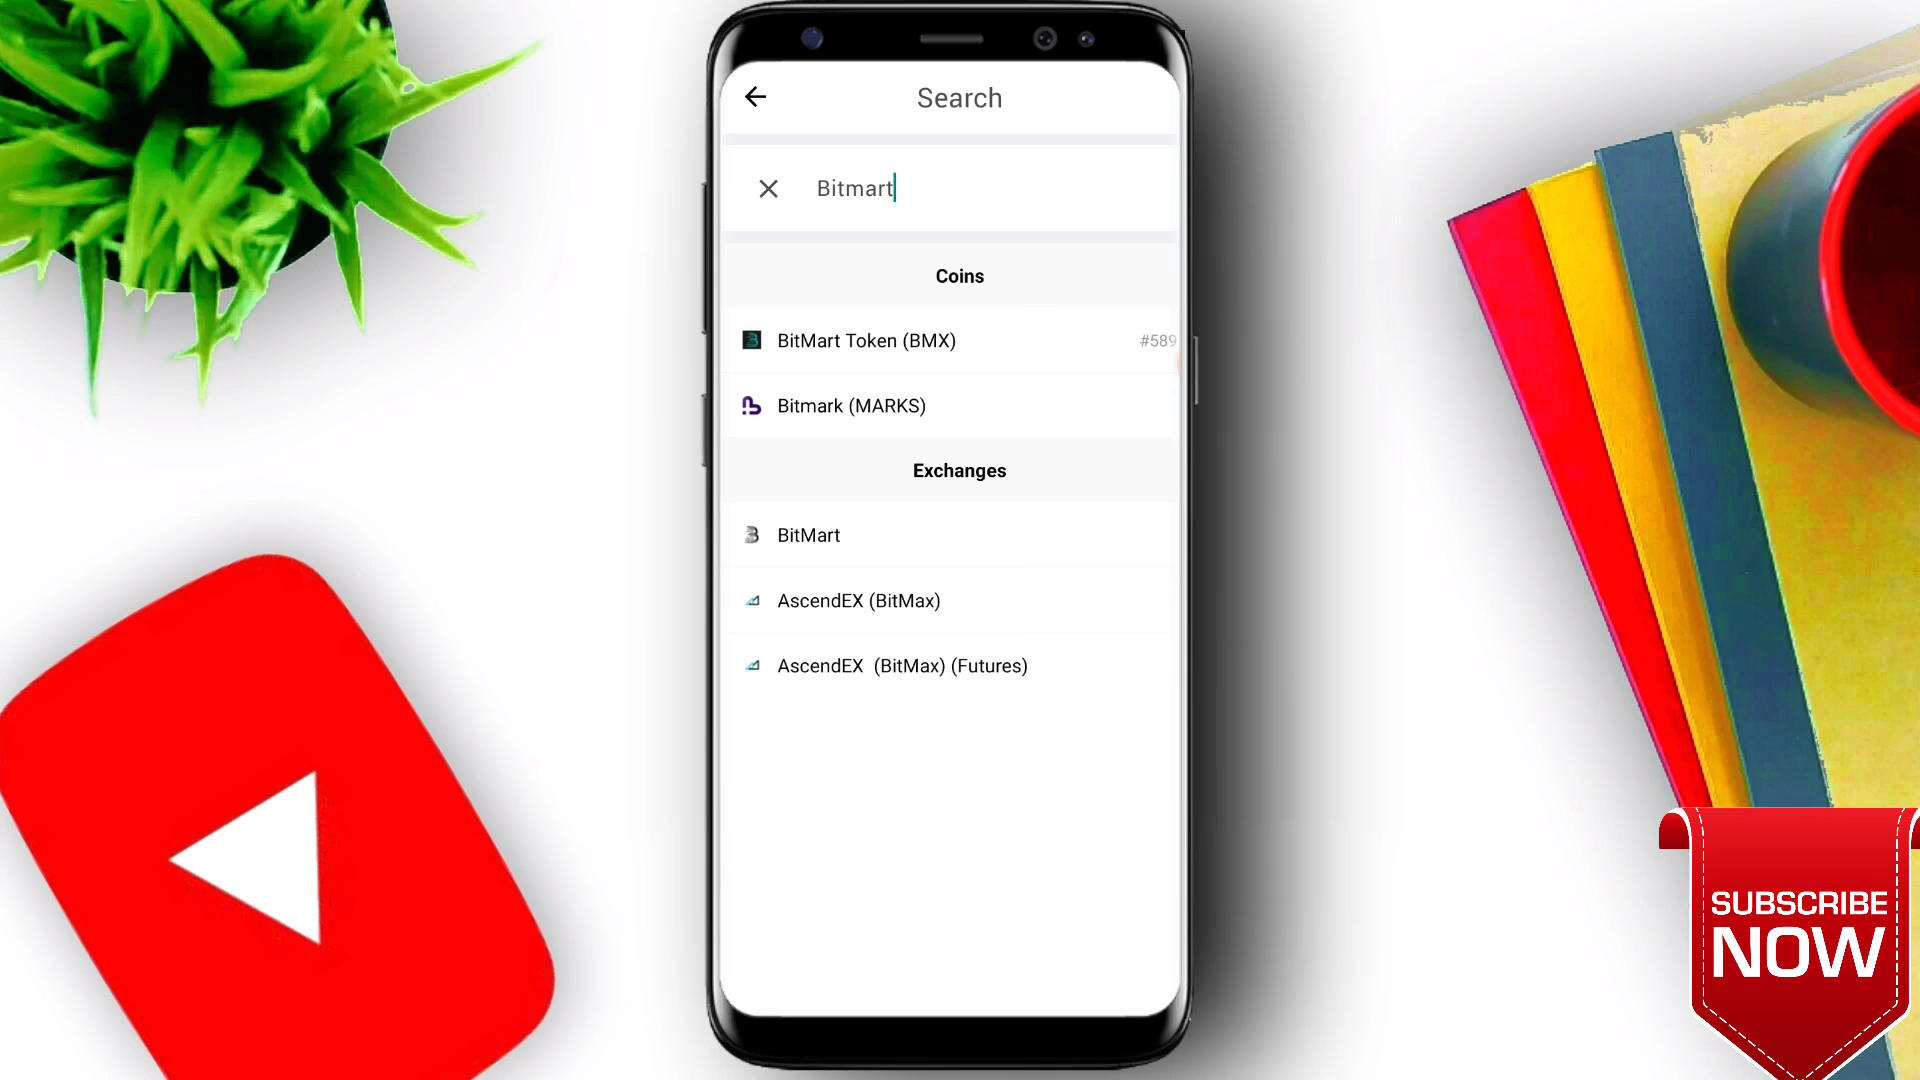 Search
Bitmart
Coins
BitMart Token (BMX)
#589
Bitmark (MARKS)
Exchanges
BitMart
AscendEX (BitMax)
AscendEX (BitMax) (Futures)
SUBSCRIBE
NOW